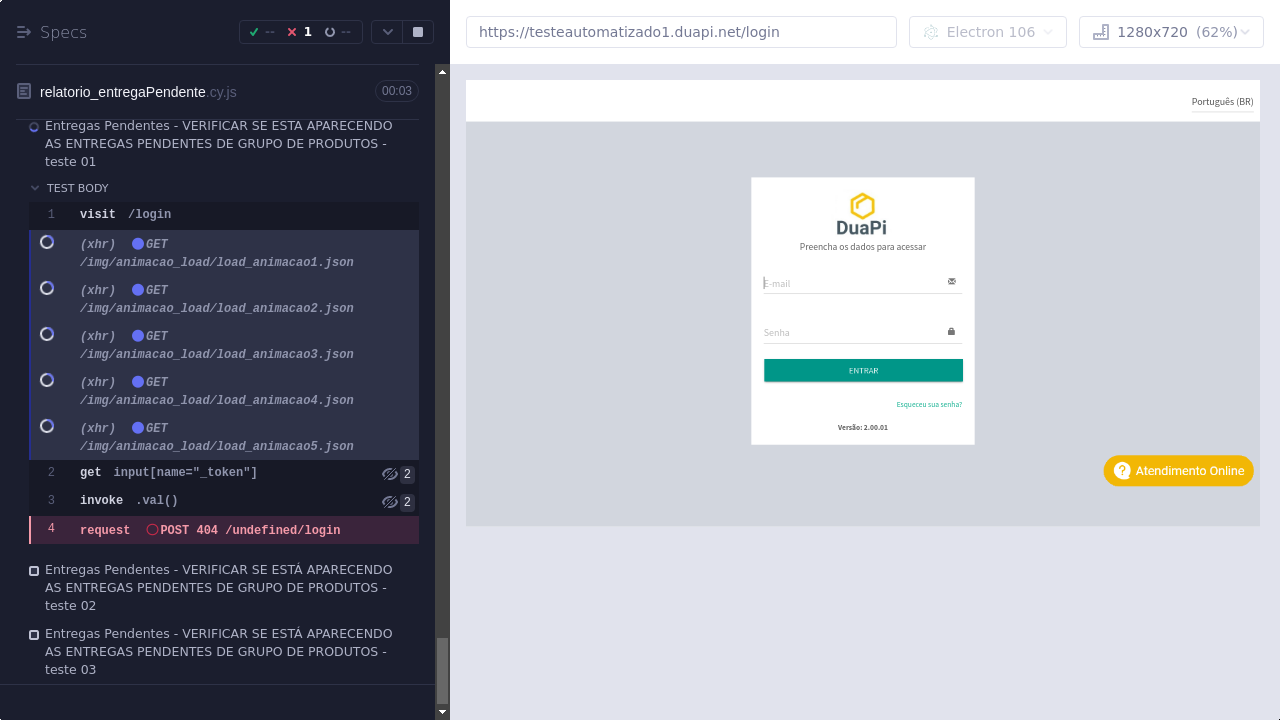 Specs
--
1
--
https://testeautomatizado1.duapi.net/login
Electron 106
1280x720 (62%)
relatorio_entregaPendente.cy.js
00:03
Entregas Pendentes - VERIFICAR SE ESTÁ APARECENDO
AS ENTREGAS PENDENTES DE GRUPO DE PRODUTOS -
teste 01
TEST BODY
1 visit /login
(xhr) GET
/img/animacao_load/load_animacao1.json
(xhr) GET
/img/animacao_load/load_animacao2.json
(xhr) GET
/img/animacao_load/load_animacao3.json
(xhr) GET
/img/animacao_load/load_animacao4.json
(xhr) GET
/img/animacao_load/load_animacao5.json
2 get input[name="_token"] 2
3 invoke .val() 2
4 request POST 404 /undefined/login
Entregas Pendentes - VERIFICAR SE ESTÁ APARECENDO
AS ENTREGAS PENDENTES DE GRUPO DE PRODUTOS -
teste 02
Entregas Pendentes - VERIFICAR SE ESTÁ APARECENDO
AS ENTREGAS PENDENTES DE GRUPO DE PRODUTOS -
teste 03
Português (BR)
DuaPi
Preencha os dados para acessar
E-mail
Senha
ENTRAR
Esqueceu sua senha?
Versão: 2.00.01
Atendimento Online